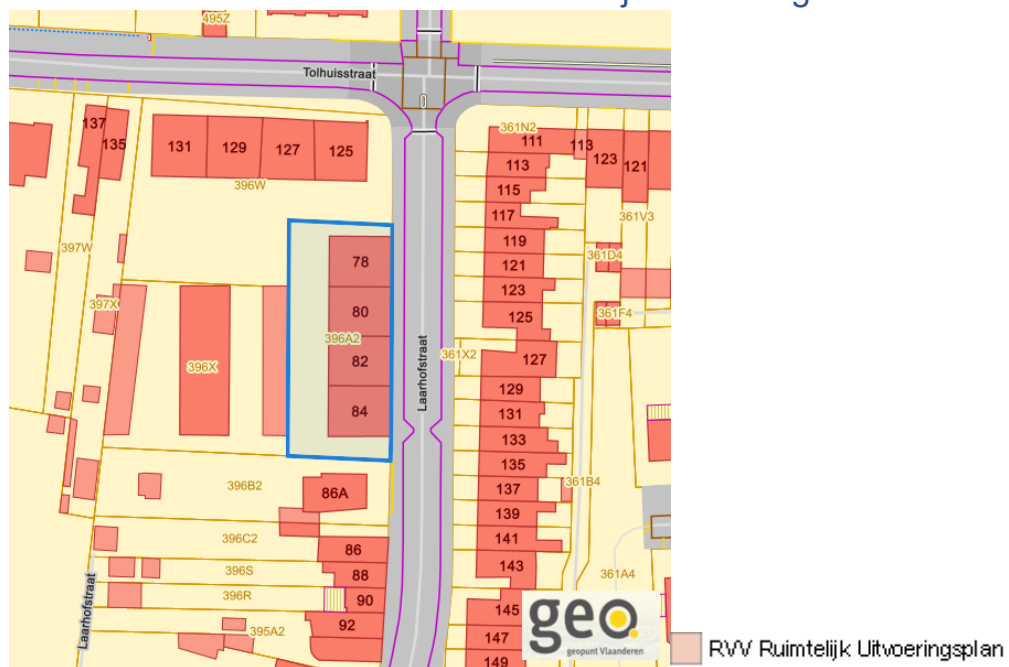 495Z
Tolhuisstraat
137
135
131
129
127
125
396W
361N2
111
113
113
123
121
115
117
361V3
119
361D4
121
123
361F4
125
397W
397X
78
80
396A2
82
84
396X
Laarhofstraat
361X2
127
129
131
133
135
361B4
137
139
141
143
361A4
396B2
86A
396C2
86
396S
88
396R
90
395A2
92
Laarhofstraat
145
147
149
geo
geopunt Vlaanderen
RVV Ruimtelijk Uitvoeringsplan